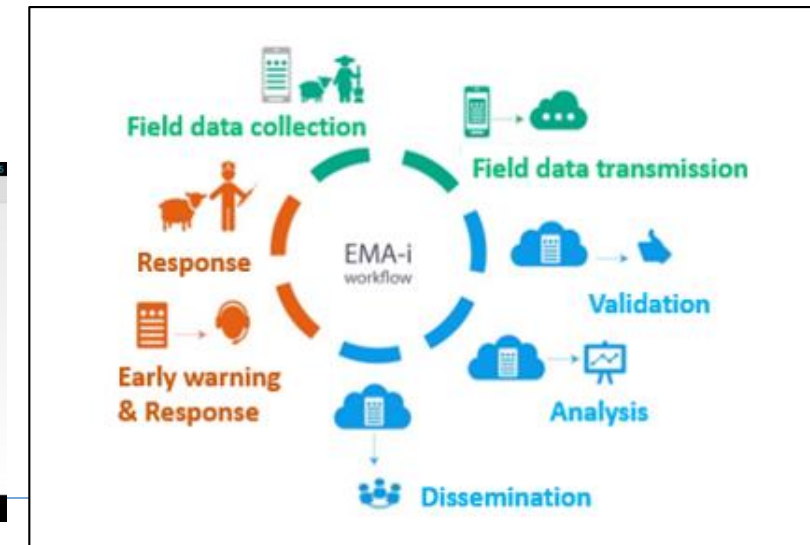 Field data collection
Field data transmission
EMA-i
workflow
Response
Validation
Early warning
& Response
Analysis
Dissemination